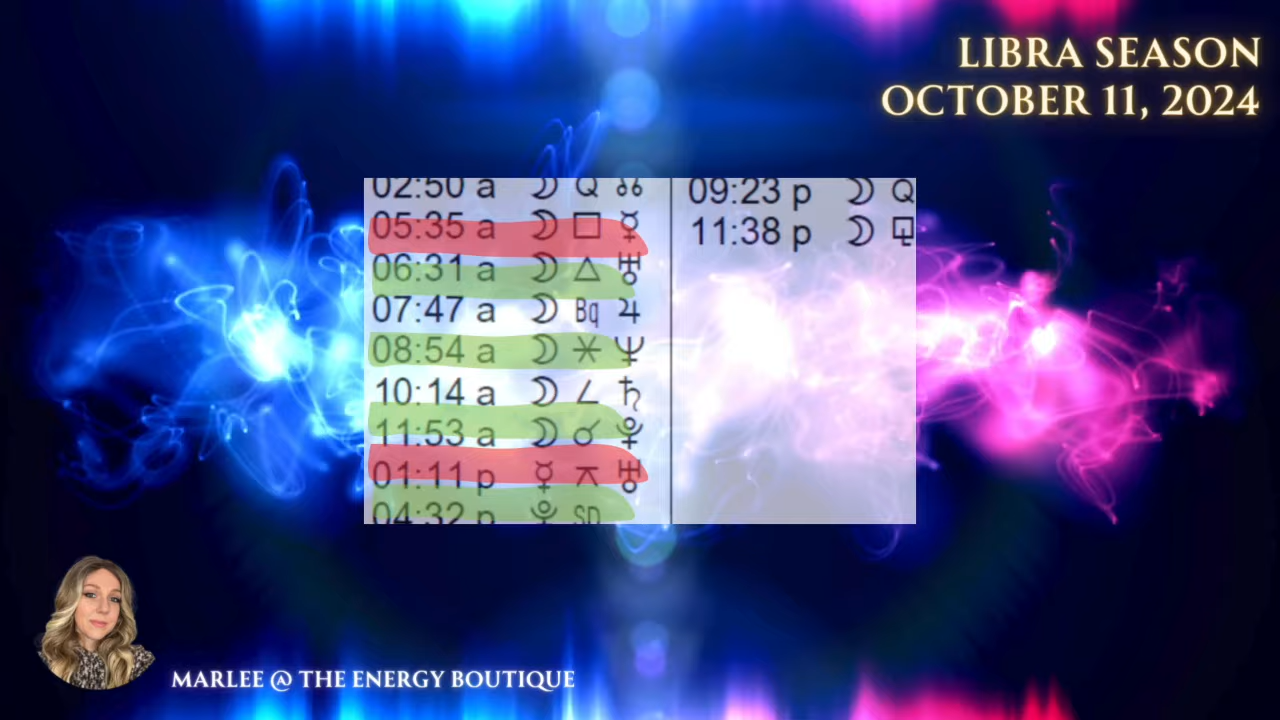 LIBRA SEASON
OCTOBER 11, 2024
02:50 a ☽ Q ☊
05:35 a ☽ □ ☿
06:31 a ☽ △ ♅
07:47 a ☽ Bq ♃
08:54 a ☽ ⚹ ♆
10:14 a ☽ ∠ ♄
11:53 a ☽ ☌ ⯓
01:11 p ☿ ⚻ ♅
04:32 p ⯓ SD
09:23 p ☽ Q
11:38 p ☽ ⚼
MARLEE @ THE ENERGY BOUTIQUE